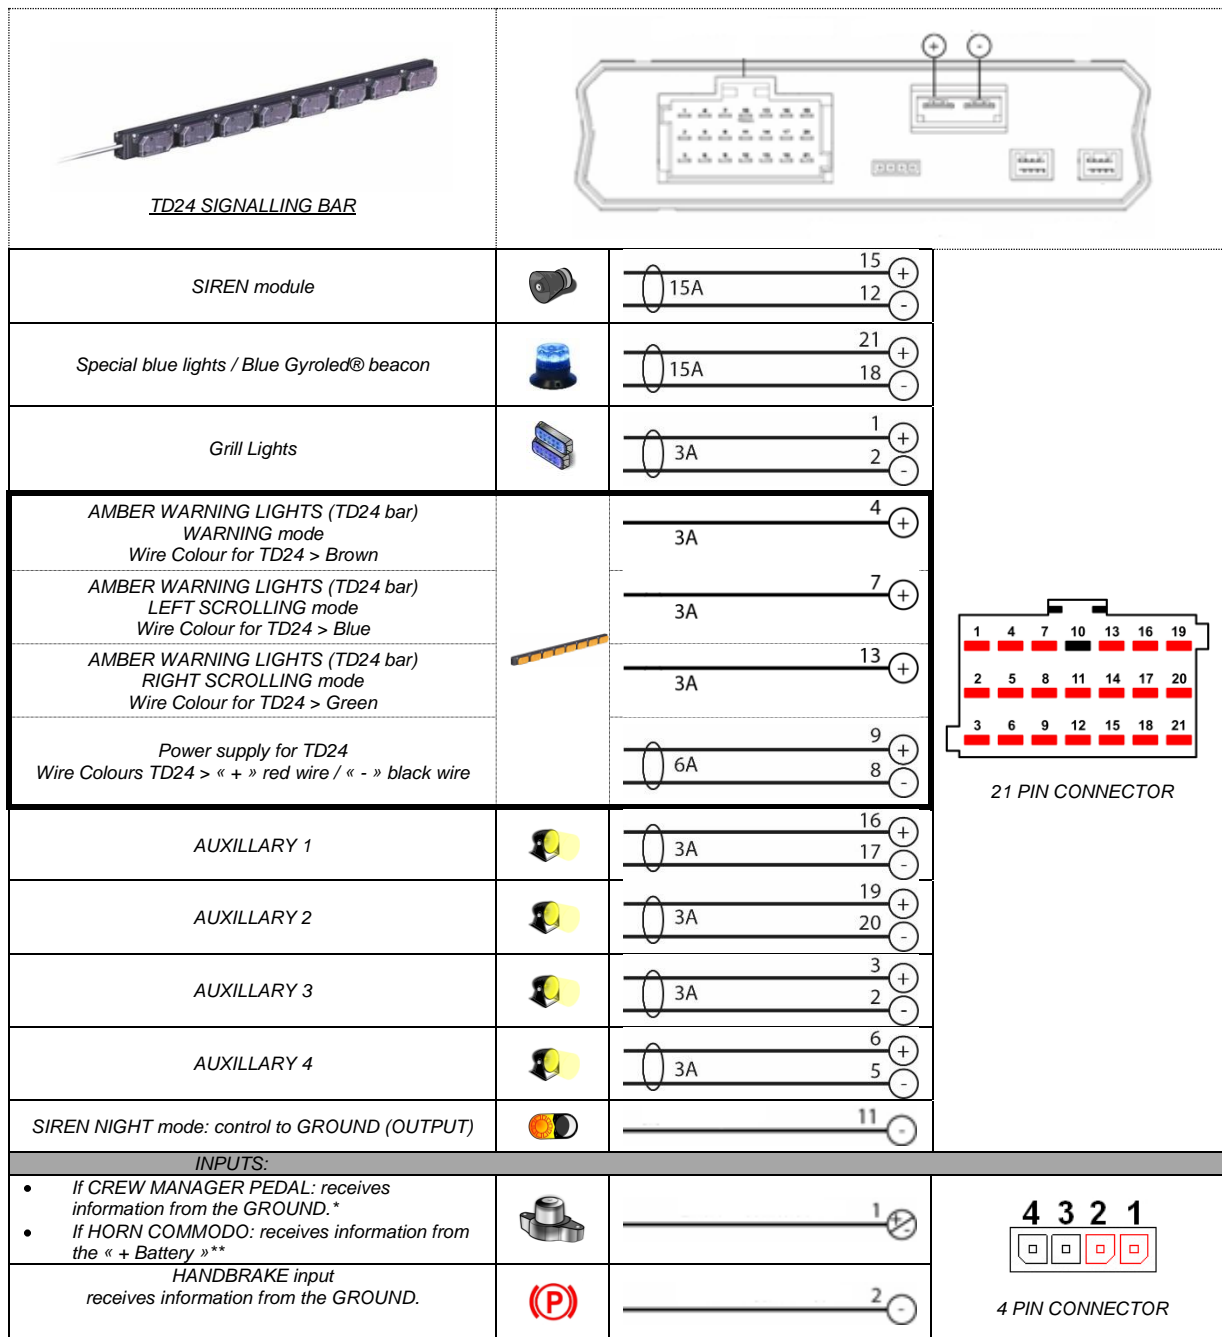 + -
TD24 SIGNALLING BAR
SIREN module
15A
15 +
12 -
Special blue lights / Blue Gyroled® beacon
15A
21 +
18 -
Grill Lights
3A
1 +
2 -
AMBER WARNING LIGHTS (TD24 bar)
WARNING mode
Wire Colour for TD24 > Brown
3A
4 +
AMBER WARNING LIGHTS (TD24 bar)
LEFT SCROLLING mode
Wire Colour for TD24 > Blue
3A
7 +
AMBER WARNING LIGHTS (TD24 bar)
RIGHT SCROLLING mode
Wire Colour for TD24 > Green
3A
13 +
Power supply for TD24
Wire Colours TD24 > « + » red wire / « - » black wire
6A
9 +
8 -
1 4 7 10 13 16 19
2 5 8 11 14 17 20
3 6 9 12 15 18 21
21 PIN CONNECTOR
AUXILLARY 1
3A
16 +
17 -
AUXILLARY 2
3A
19 +
20 -
AUXILLARY 3
3A
3 +
2 -
AUXILLARY 4
3A
6 +
5 -
SIREN NIGHT mode: control to GROUND (OUTPUT)
11 -
INPUTS:
• If CREW MANAGER PEDAL: receives
information from the GROUND.*
• If HORN COMMODO: receives information from
the « + Battery »**
1 + -
HANDBRAKE input
receives information from the GROUND.
(P)
2 -
4 3 2 1
4 PIN CONNECTOR